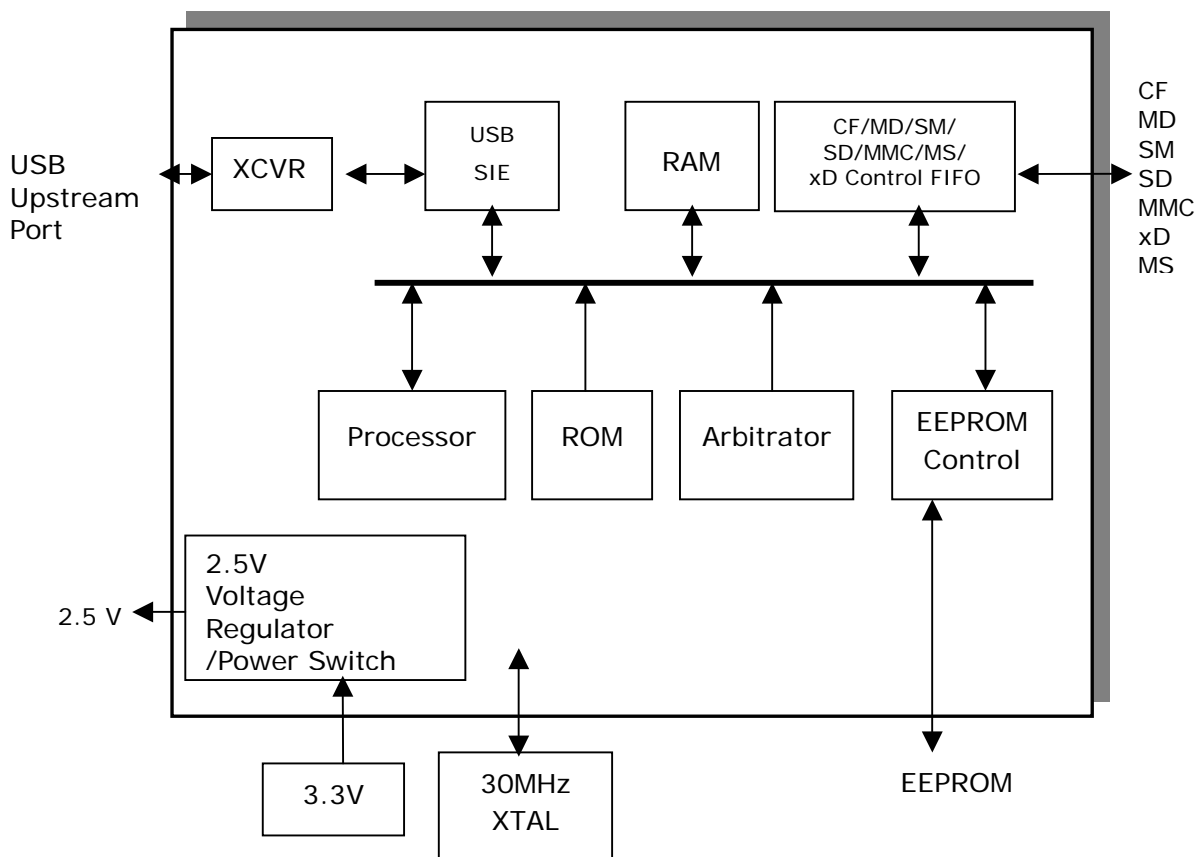 USB
Upstream
Port
XCVR
USB
SIE
RAM
CF/MD/SM/
SD/MMC/MS/
xD Control FIFO
CF
MD
SM
SD
MMC
xD
MS
Processor
ROM
Arbitrator
EEPROM
Control
2.5V
Voltage
Regulator
/Power Switch
2.5 V
3.3V
30MHz
XTAL
EEPROM